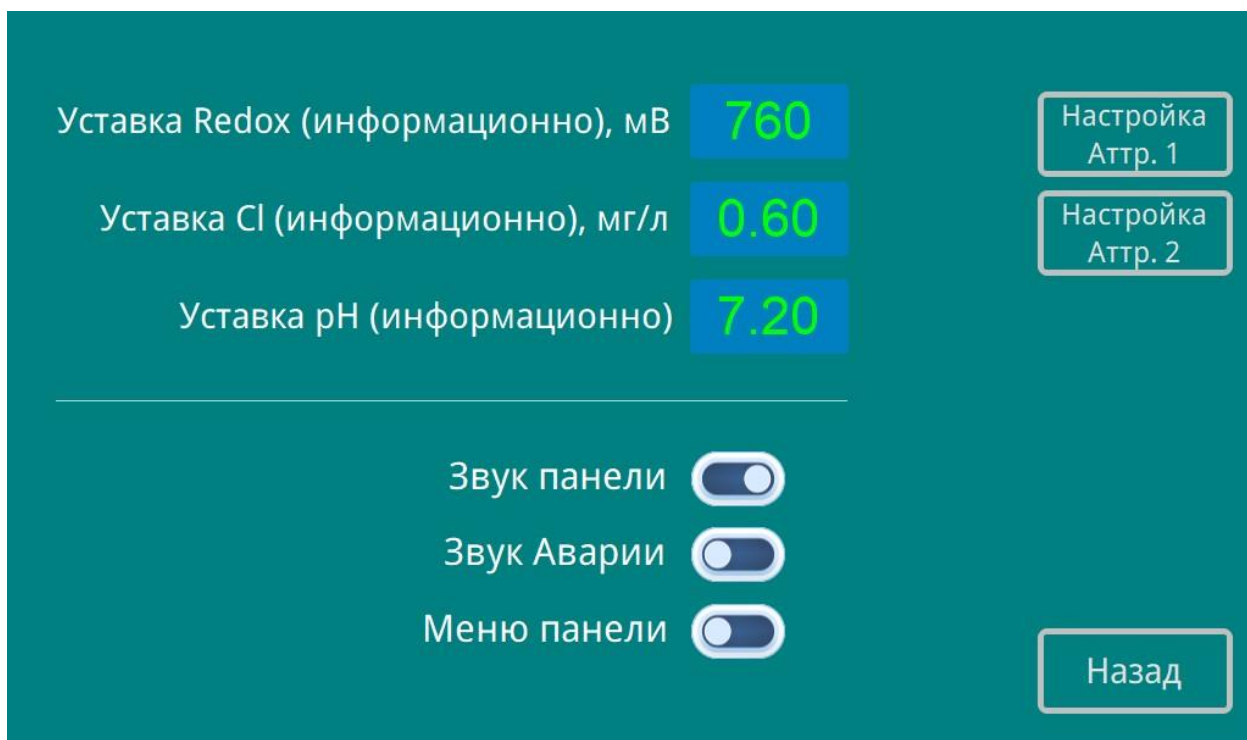 Уставка Redox (информационно), мВ 760
Настройка
Аттр. 1
Уставка Cl (информационно), мг/л 0.60
Настройка
Аттр. 2
Уставка pH (информационно) 7.20
Звук панели
Звук Аварии
Меню панели
Назад